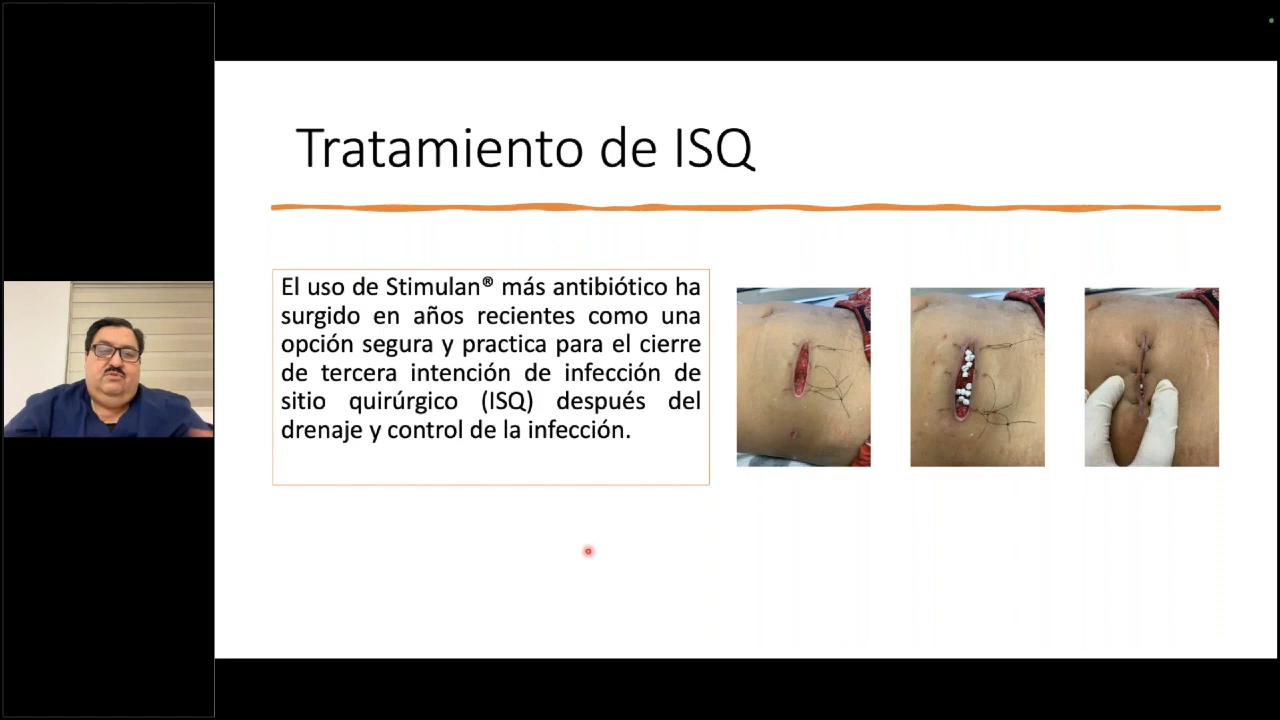 Tratamiento de ISQ
El uso de Stimulan® más antibiótico ha
surgido en años recientes como una
opción segura y practica para el cierre
de tercera intención de infección de
sitio quirúrgico (ISQ) después del
drenaje y control de la infección.